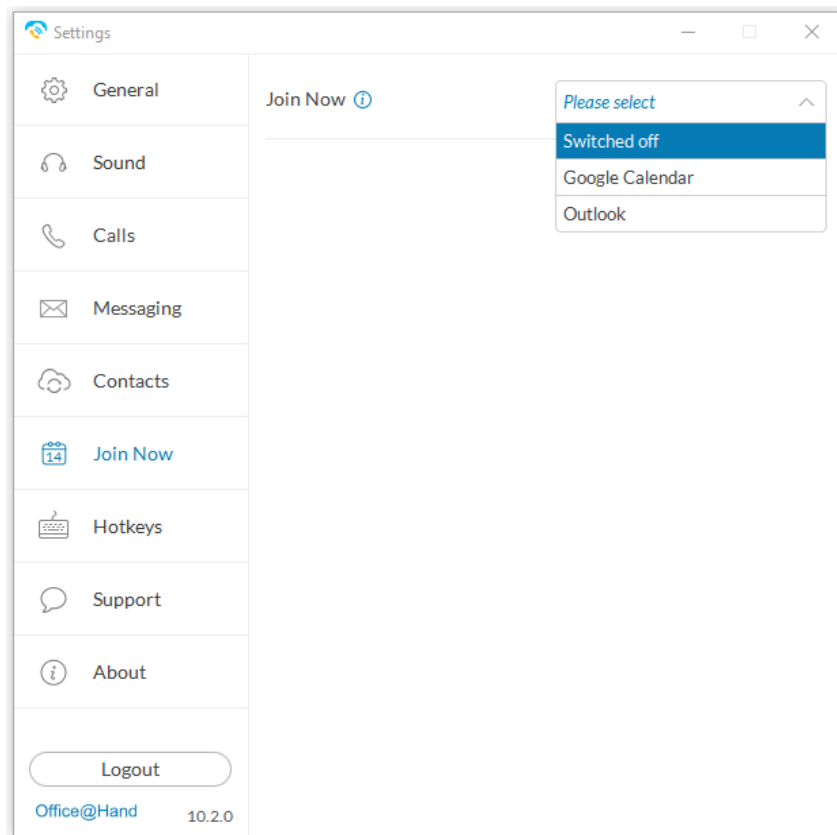 Settings
General
Sound
Calls
Messaging
Contacts
14
Join Now
Hotkeys
Support
About
Logout
Office@Hand
10.2.0
Join Now
Please select
Switched off
Google Calendar
Outlook